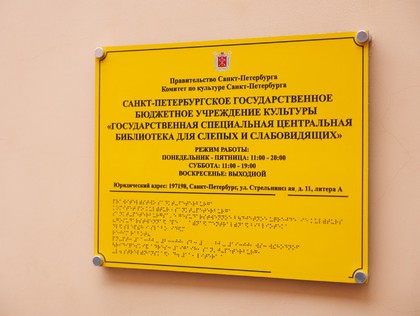 Правительство Санкт-Петербурга
Комитет по культуре Санкт-Петербурга
САНКТ-ПЕТЕРБУРГСКОЕ ГОСУДАРСТВЕННОЕ
БЮДЖЕТНОЕ УЧРЕЖДЕНИЕ КУЛЬТУРЫ
«ГОСУДАРСТВЕННАЯ СПЕЦИАЛЬНАЯ ЦЕНТРАЛЬНАЯ
БИБЛИОТЕКА ДЛЯ СЛЕПЫХ И СЛАБОВИДЯЩИХ»
РЕЖИМ РАБОТЫ:
ПОНЕДЕЛЬНИК - ПЯТНИЦА: 11:00 - 20:00
СУББОТА: 11:00 - 19:00
ВОСКРЕСЕНЬЕ: ВЫХОДНОЙ
Юридический адрес: 197198, Санкт-Петербург, ул. Стрельнинская, д. 11, литера А